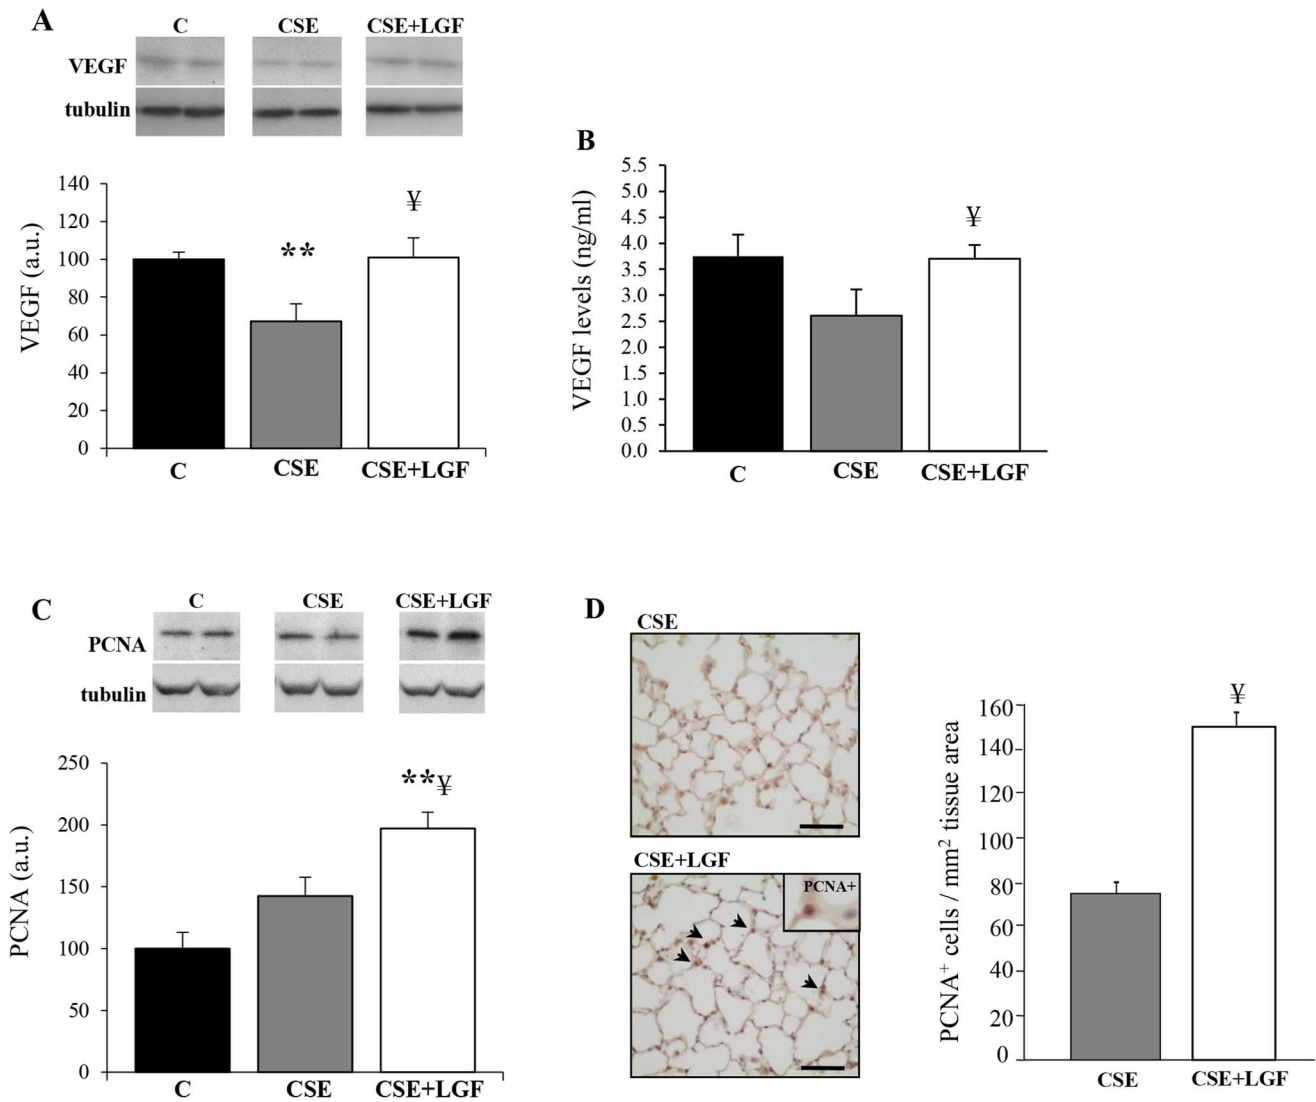 A
C CSE CSE+LGF
VEGF
tubulin
VEGF (a.u.)
140
120
100
80
60
40
20
0
**
¥
C CSE CSE+LGF
B
VEGF levels (ng/ml)
5.5
5.0
4.5
4.0
3.5
3.0
2.5
2.0
1.5
1.0
0.5
0.0
¥
C CSE CSE+LGF
C
C CSE CSE+LGF
PCNA
tubulin
PCNA (a.u.)
250
200
150
100
50
0
**¥
C CSE CSE+LGF
D
CSE
CSE+LGF
PCNA+
PCNA⁺ cells / mm² tissue area
160
140
120
100
80
60
40
20
0
¥
CSE CSE+LGF